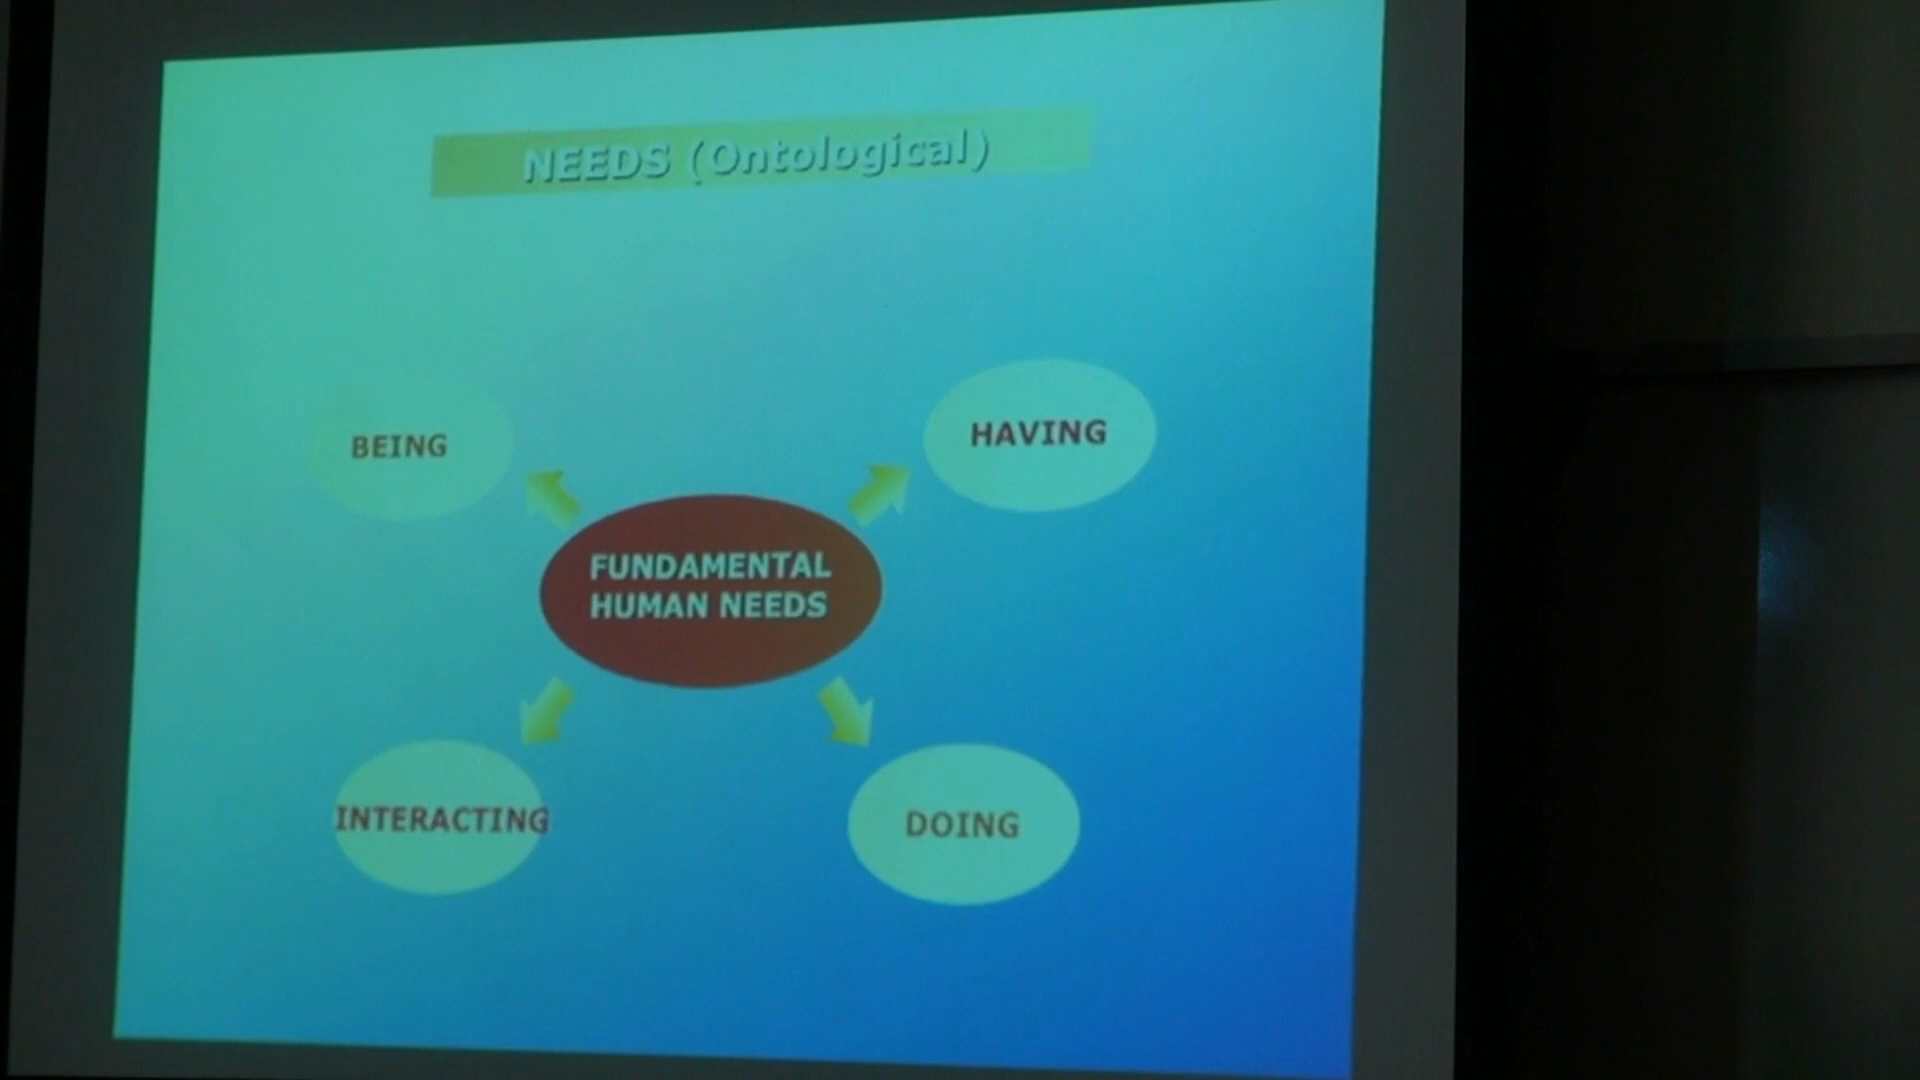 NEEDS (Ontological)
BEING
HAVING
FUNDAMENTAL
HUMAN NEEDS
INTERACTING
DOING